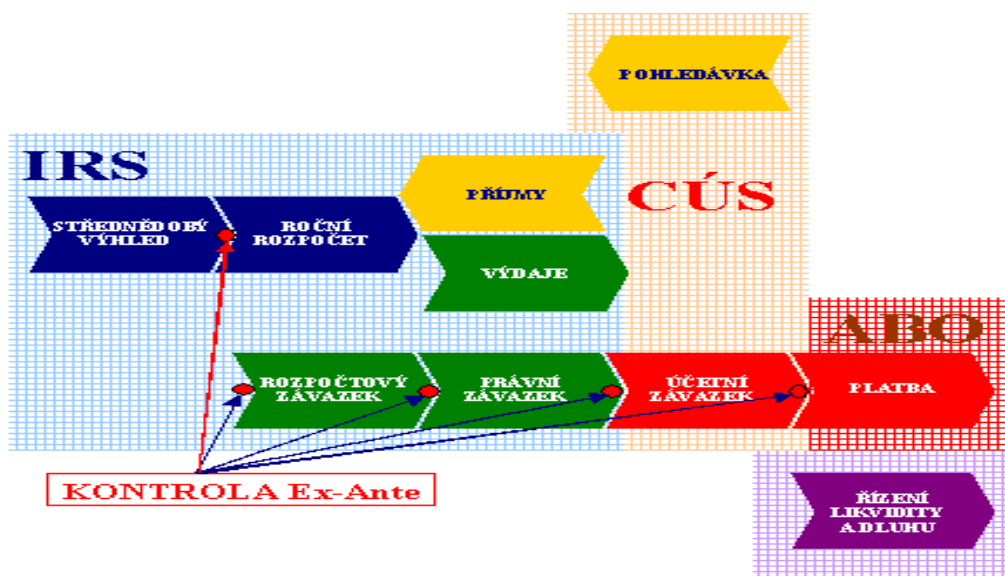 POHLEDÁVKA
IRS
CÚS
PŘÍJMY
STŘEDNĚDOBÝ
VÝHLED
ROČNÍ
ROZPOČET
VÝDAJE
ABO
ROZPOČTOVÝ
ZÁVAZEK
PRÁVNÍ
ZÁVAZEK
ÚČETNÍ
ZÁVAZEK
PLATBA
KONTROLA Ex-Ante
ŘÍZENÍ
LIKVIDITY
A DLUHU